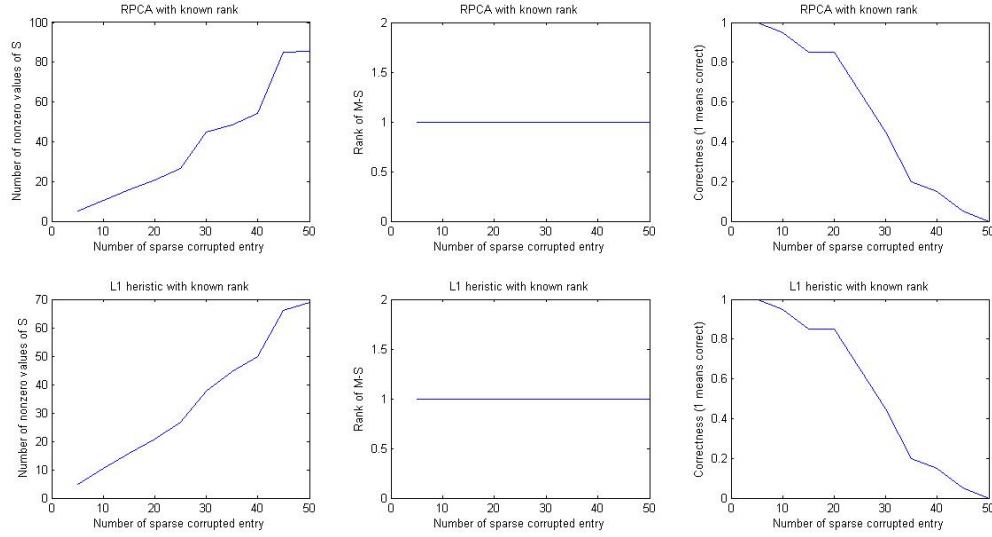 RPCA with known rank
Number of nonzero values of S
100
80
60
40
20
0
0 10 20 30 40 50
Number of sparse corrupted entry
RPCA with known rank
Rank of M-S
2
1.5
1
0.5
0
0 10 20 30 40 50
Number of sparse corrupted entry
RPCA with known rank
Correctness (1 means correct)
1
0.8
0.6
0.4
0.2
0
0 10 20 30 40 50
Number of sparse corrupted entry
L1 heristic with known rank
Number of nonzero values of S
70
60
50
40
30
20
10
0
0 10 20 30 40 50
Number of sparse corrupted entry
L1 heristic with known rank
Rank of M-S
2
1.5
1
0.5
0
0 10 20 30 40 50
Number of sparse corrupted entry
L1 heristic with known rank
Correctness (1 means correct)
1
0.8
0.6
0.4
0.2
0
0 10 20 30 40 50
Number of sparse corrupted entry